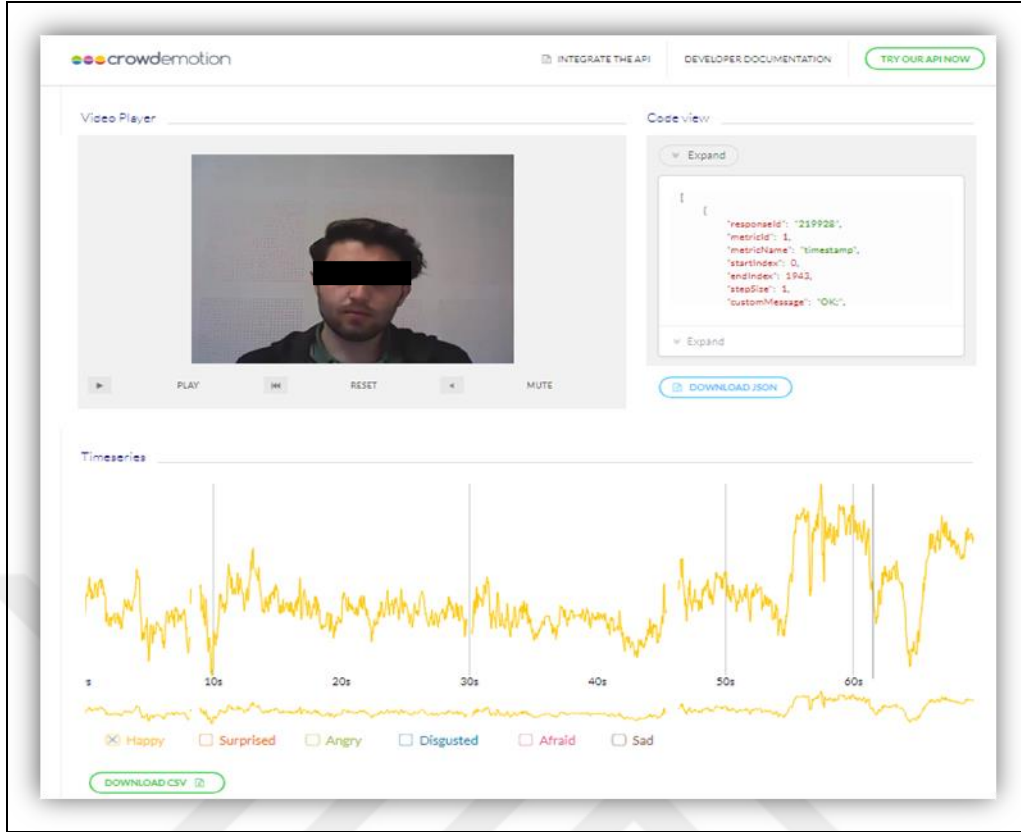 crowdemotion
INTEGRATE THE API
DEVELOPER DOCUMENTATION
TRY OUR API NOW
Video Player
Code view
Expand
[
{
"responseId": "219928",
"metricId": 1,
"metricName": "timestamp",
"startIndex": 0,
"endIndex": 1943,
"stepSize": 1,
"customMessage": "OK;",
Expand
PLAY
RESET
MUTE
DOWNLOAD JSON
Timeseries
s 10s 20s 30s 40s 50s 60s
Happy Surprised Angry Disgusted Afraid Sad
DOWNLOAD CSV